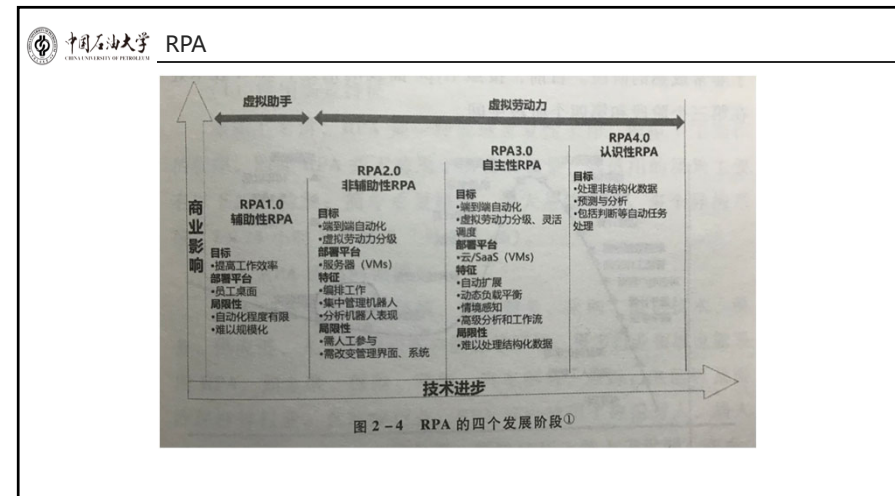 中国石油大学 RPA
CHINA UNIVERSITY OF PETROLEUM
虚拟助手
虚拟劳动力
商业影响
RPA1.0
辅助性RPA
目标
•提高工作效率
部署平台
•员工桌面
局限性
•自动化程度有限
•难以规模化
RPA2.0
非辅助性RPA
目标
•端到端自动化
•虚拟劳动力分级
部署平台
•服务器（VMs）
特征
•编排工作
•集中管理机器人
•分析机器人表现
局限性
•需人工参与
•需改变管理界面、系统
RPA3.0
自主性RPA
目标
•端到端自动化
•虚拟劳动力分级、灵活
调度
部署平台
•云/SaaS（VMs）
特征
•自动扩展
•动态负载平衡
•情境感知
•高级分析和工作流
局限性
•难以处理结构化数据
RPA4.0
认识性RPA
目标
•处理非结构化数据
•预测与分析
•包括判断等自动任务
处理
技术进步
图 2-4 RPA 的四个发展阶段①